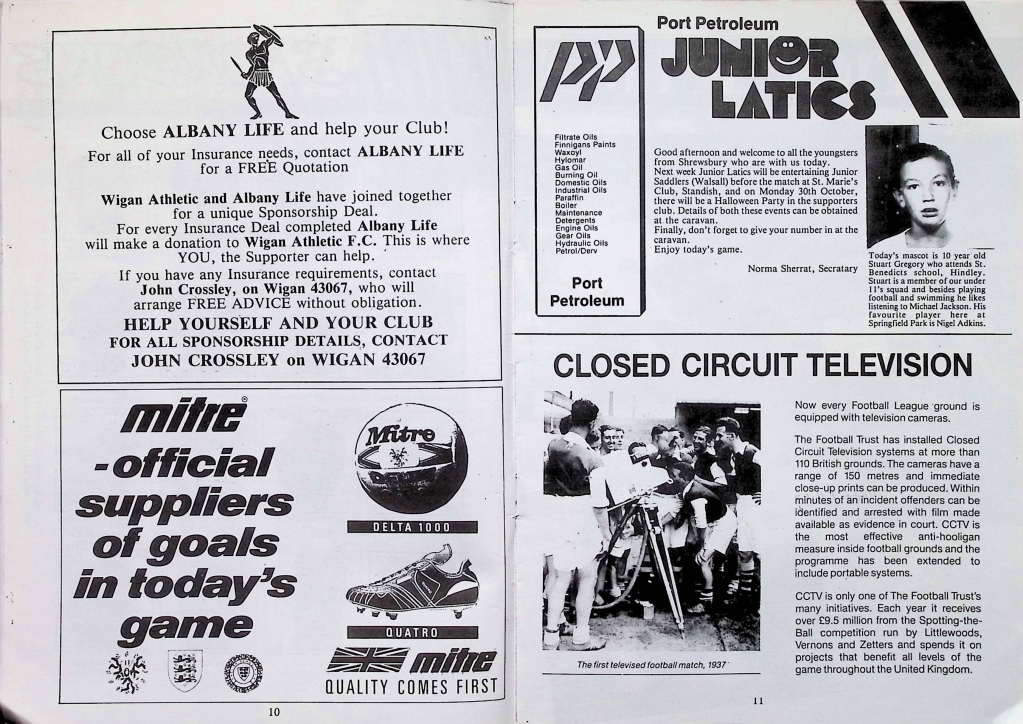 Choose ALBANY LIFE and help your Club!
For all of your Insurance needs, contact ALBANY LIFE
for a FREE Quotation
Wigan Athletic and Albany Life have joined together
for a unique Sponsorship Deal.
For every Insurance Deal completed Albany Life
will make a donation to Wigan Athletic F.C. This is where
YOU, the Supporter can help.
If you have any Insurance requirements, contact
John Crossley, on Wigan 43067, who will
arrange FREE ADVICE without obligation.
HELP YOURSELF AND YOUR CLUB
FOR ALL SPONSORSHIP DETAILS, CONTACT
JOHN CROSSLEY on WIGAN 43067
mitre®
- official
suppliers
of goals
in today's
game
Mitre
DELTA 1000
QUATRO
mitre
QUALITY COMES FIRST
10
PP
Filtrate Oils
Finnigans Paints
Waxoyl
Hylomar
Gas Oil
Burning Oil
Domestic Oils
Industrial Oils
Paraffin
Boiler
Maintenance
Detergents
Engine Oils
Gear Oils
Hydraulic Oils
Petrol/Derv
Port
Petroleum
Port Petroleum
JUNIOR
LATICS
Good afternoon and welcome to all the youngsters
from Shrewsbury who are with us today.
Next week Junior Latics will be entertaining Junior
Saddlers (Walsall) before the match at St. Marie's
Club, Standish, and on Monday 30th October,
there will be a Halloween Party in the supporters
club. Details of both these events can be obtained
at the caravan.
Finally, don't forget to give your number in at the
caravan.
Enjoy today's game.
Norma Sherrat, Secratary
Today's mascot is 10 year old
Stuart Gregory who attends St.
Benedicts school, Hindley.
Stuart is a member of our under
11's squad and besides playing
football and swimming he likes
listening to Michael Jackson. His
favourite player here at
Springfield Park is Nigel Adkins.
CLOSED CIRCUIT TELEVISION
The first televised football match, 1937
Now every Football League ground is
equipped with television cameras.
The Football Trust has installed Closed
Circuit Television systems at more than
110 British grounds. The cameras have a
range of 150 metres and immediate
close-up prints can be produced. Within
minutes of an incident offenders can be
identified and arrested with film made
available as evidence in court. CCTV is
the most effective anti-hooligan
measure inside football grounds and the
programme has been extended to
include portable systems.
CCTV is only one of The Football Trust's
many initiatives. Each year it receives
over £9.5 million from the Spotting-the-
Ball competition run by Littlewoods,
Vernons and Zetters and spends it on
projects that benefit all levels of the
game throughout the United Kingdom.
11